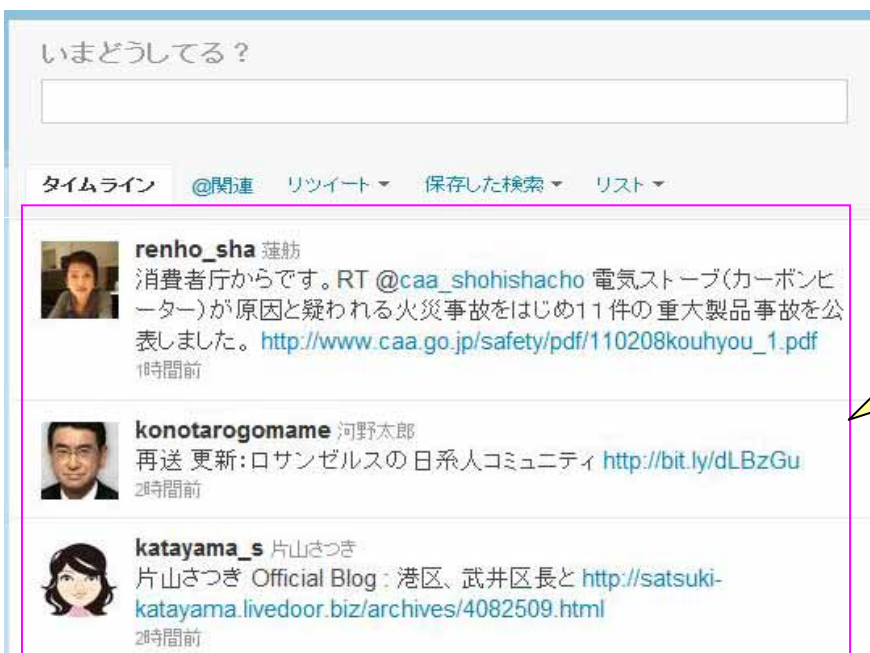 いまどうしてる？
タイムライン @関連 リツイート 保存した検索 リスト
renho_sha 蓮舫
消費者庁からです。RT @caa_shohishacho 電気ストーブ(カーボンヒ
ーター)が原因と疑われる火災事故をはじめ11件の重大製品事故を公
表しました。 http://www.caa.go.jp/safety/pdf/110208kouhyou_1.pdf
1時間前
konotarogomame 河野太郎
再送 更新：ロサンゼルスの日系人コミュニティ http://bit.ly/dLBzGu
2時間前
katayama_s 片山さつき
片山さつき Official Blog : 港区、武井区長と http://satsuki-
katayama.livedoor.biz/archives/4082509.html
2時間前